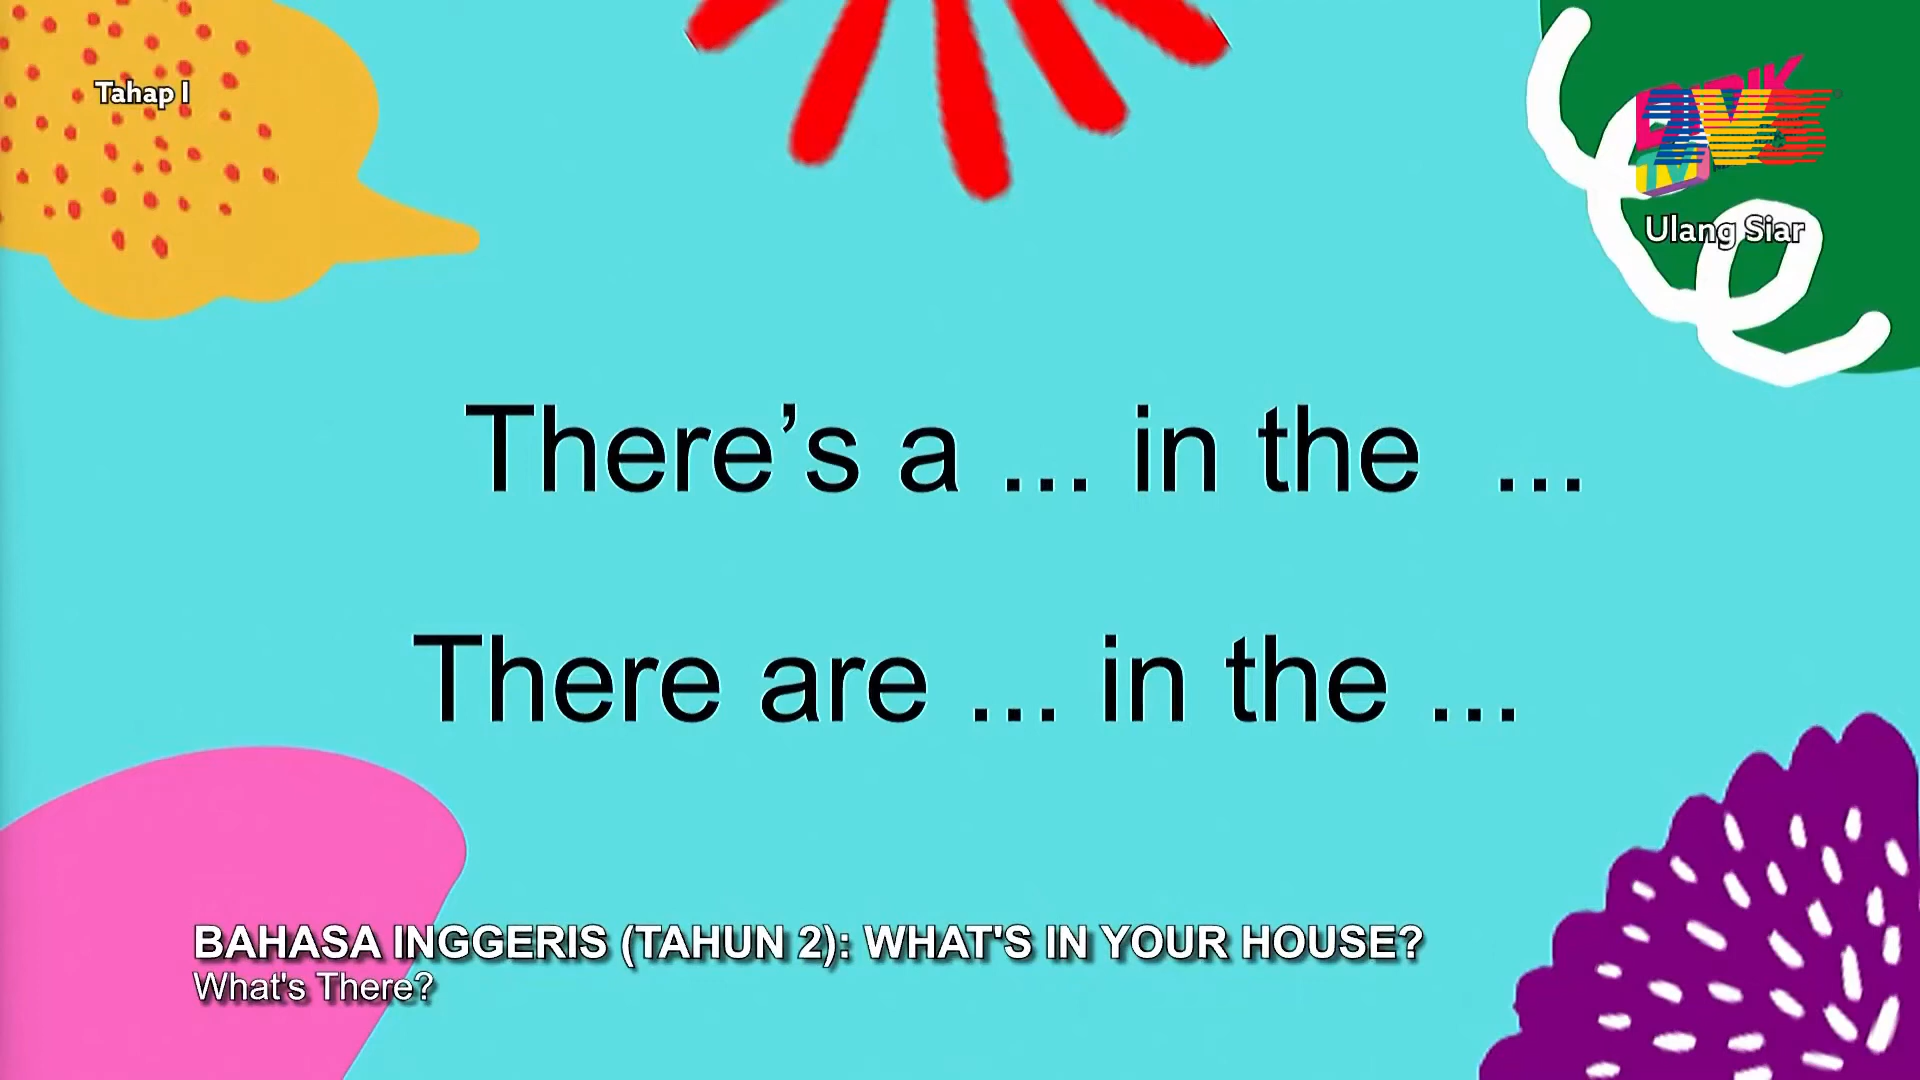 Tahap 1
Ulang Siar
There’s a ... in the ...
There are ... in the ...
BAHASA INGGERIS (TAHUN 2): WHAT'S IN YOUR HOUSE?
What's There?